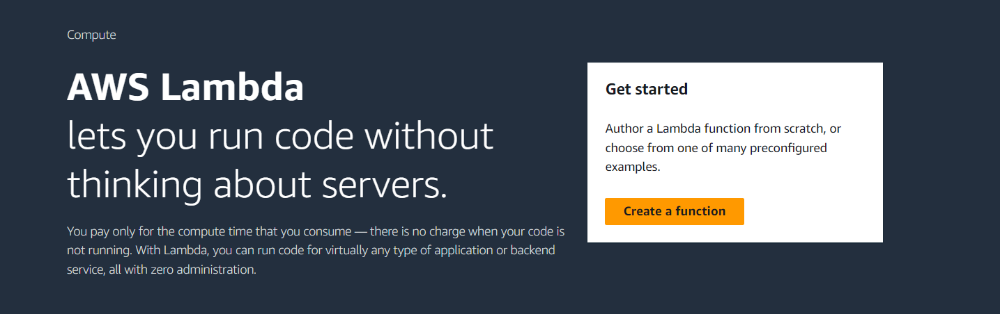 Compute
AWS Lambda
lets you run code without
thinking about servers.
You pay only for the compute time that you consume — there is no charge when your code is
not running. With Lambda, you can run code for virtually any type of application or backend
service, all with zero administration.
Get started
Author a Lambda function from scratch, or
choose from one of many preconfigured
examples.
Create a function